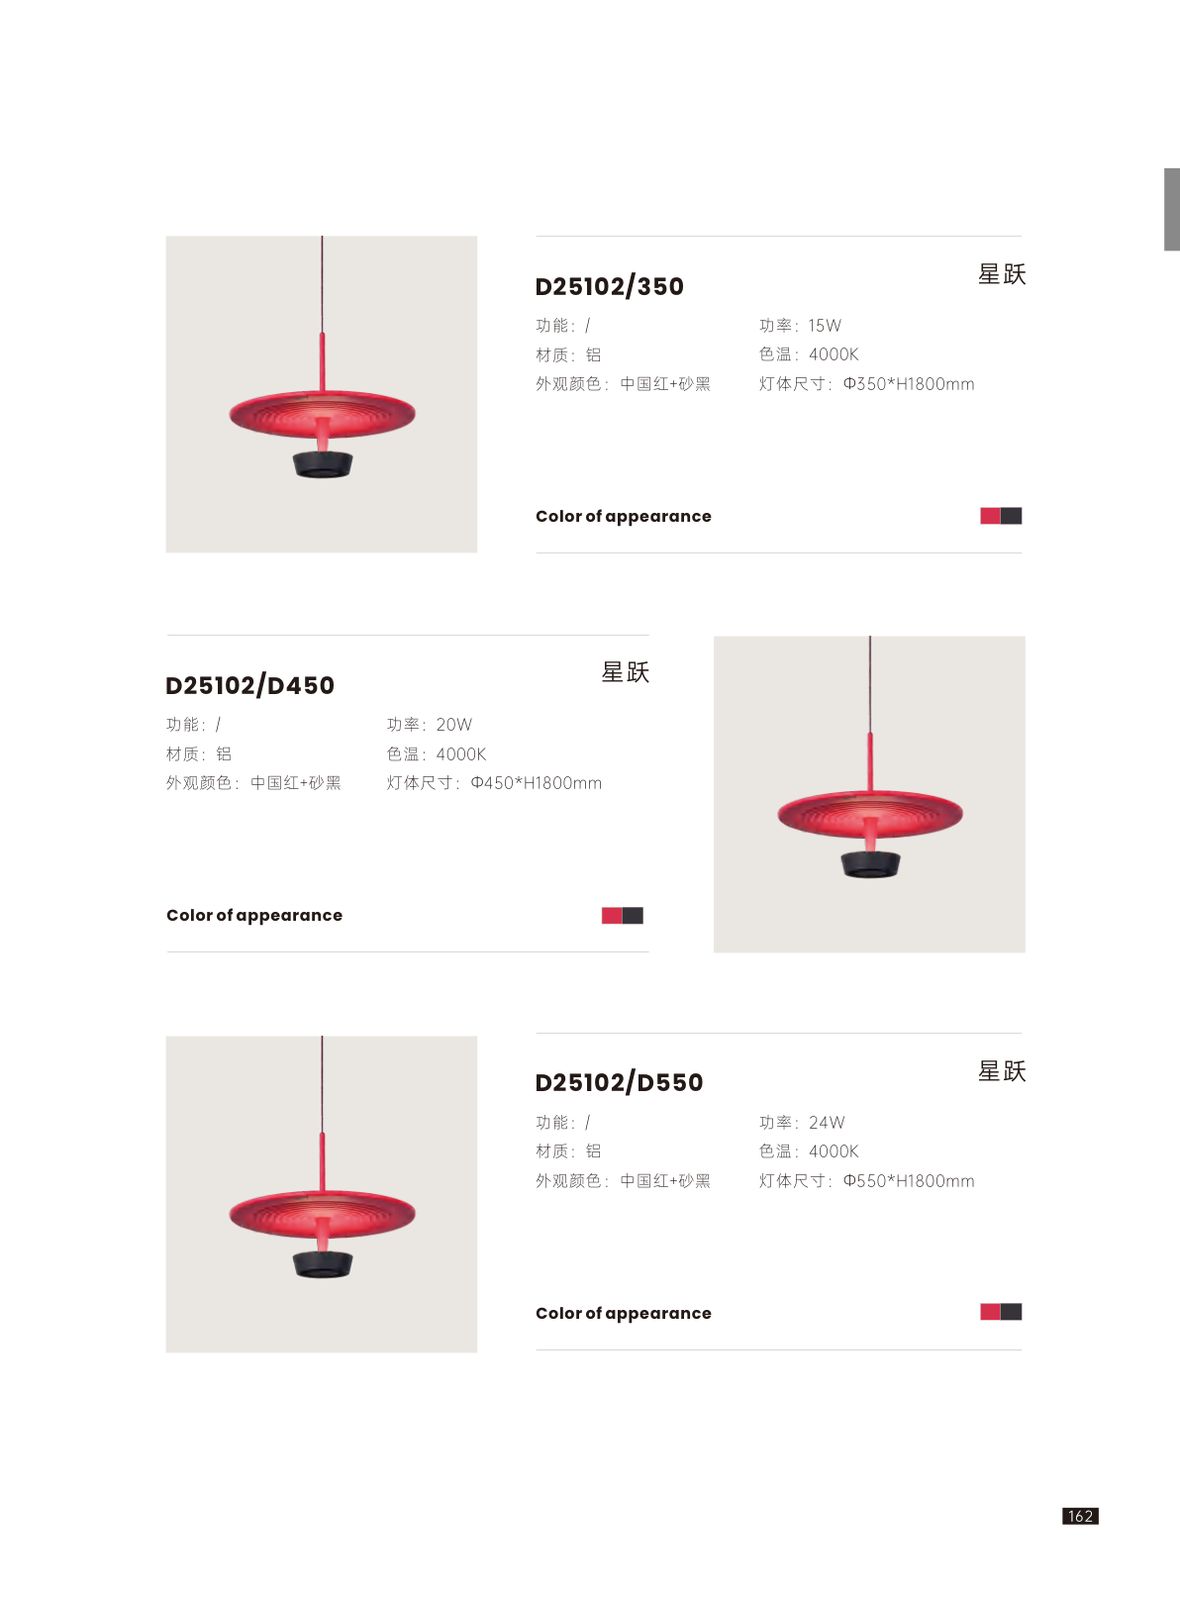 D25102/350
星跃
功能：/
功率：15W
材质：铝
色温：4000K
外观颜色：中国红+砂黑
灯体尺寸：Φ350*H1800mm
Color of appearance
D25102/D450
星跃
功能：/
功率：20W
材质：铝
色温：4000K
外观颜色：中国红+砂黑
灯体尺寸：Φ450*H1800mm
Color of appearance
D25102/D550
星跃
功能：/
功率：24W
材质：铝
色温：4000K
外观颜色：中国红+砂黑
灯体尺寸：Φ550*H1800mm
Color of appearance
162